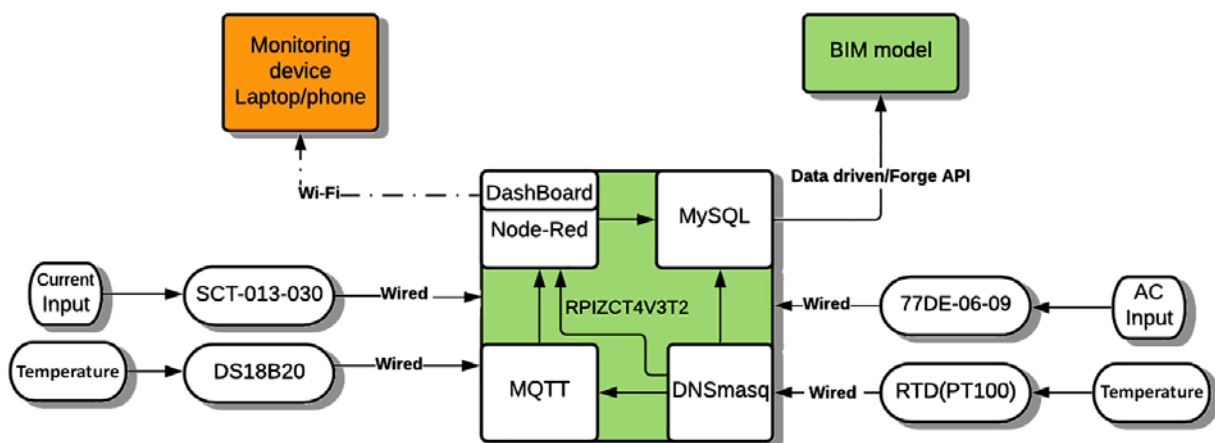 Monitoring
device
Laptop/phone
BIM model
Wi-Fi
DashBoard
Node-Red
MySQL
Data driven/Forge API
Current
Input
SCT-013-030
Wired
RPIZCT4V3T2
Wired
77DE-06-09
AC
Input
Temperature
DS18B20
Wired
MQTT
DNSmasq
Wired
RTD(PT100)
Temperature